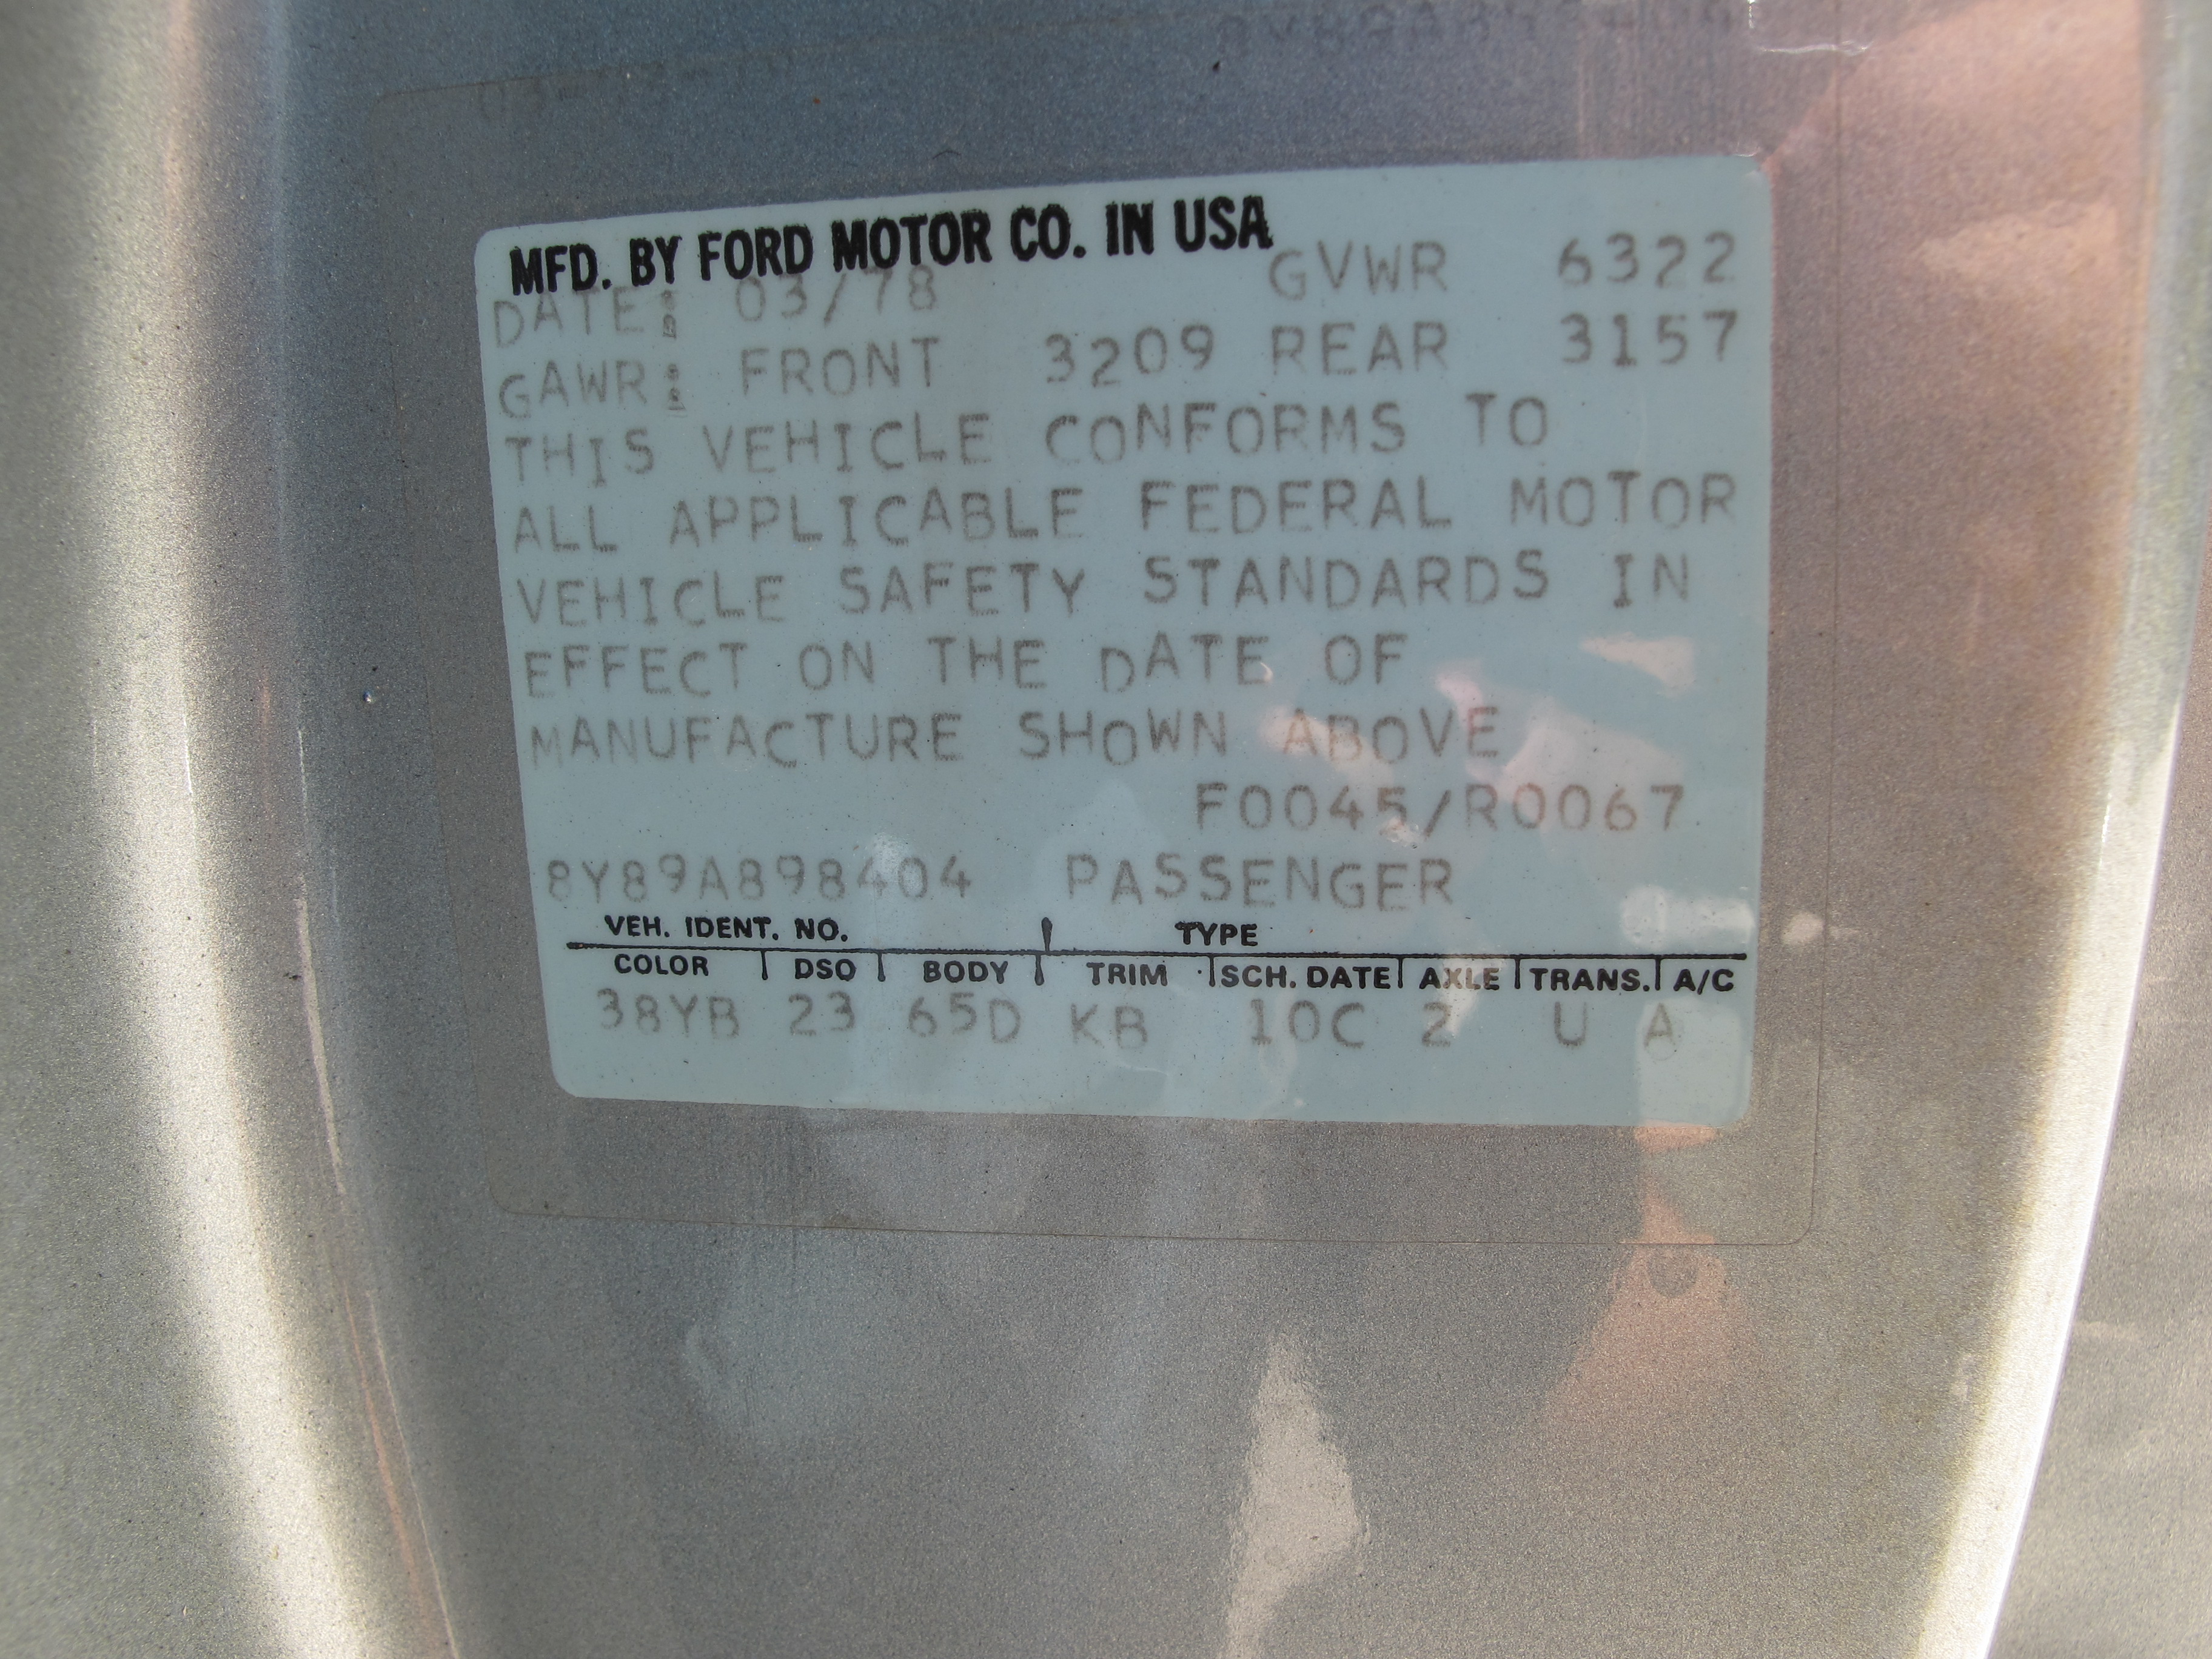 MFD. BY FORD MOTOR CO. IN USA
DATE: 03/78 GVWR 6322
GAWR: FRONT 3209 REAR 3157
THIS VEHICLE CONFORMS TO
ALL APPLICABLE FEDERAL MOTOR
VEHICLE SAFETY STANDARDS IN
EFFECT ON THE DATE OF
MANUFACTURE SHOWN ABOVE
F0045/R0067
8Y89A898404 PASSENGER
VEH. IDENT. NO. TYPE
COLOR DSO BODY TRIM SCH. DATE AXLE TRANS. A/C
38YB 23 65D KB 10C 2 U A